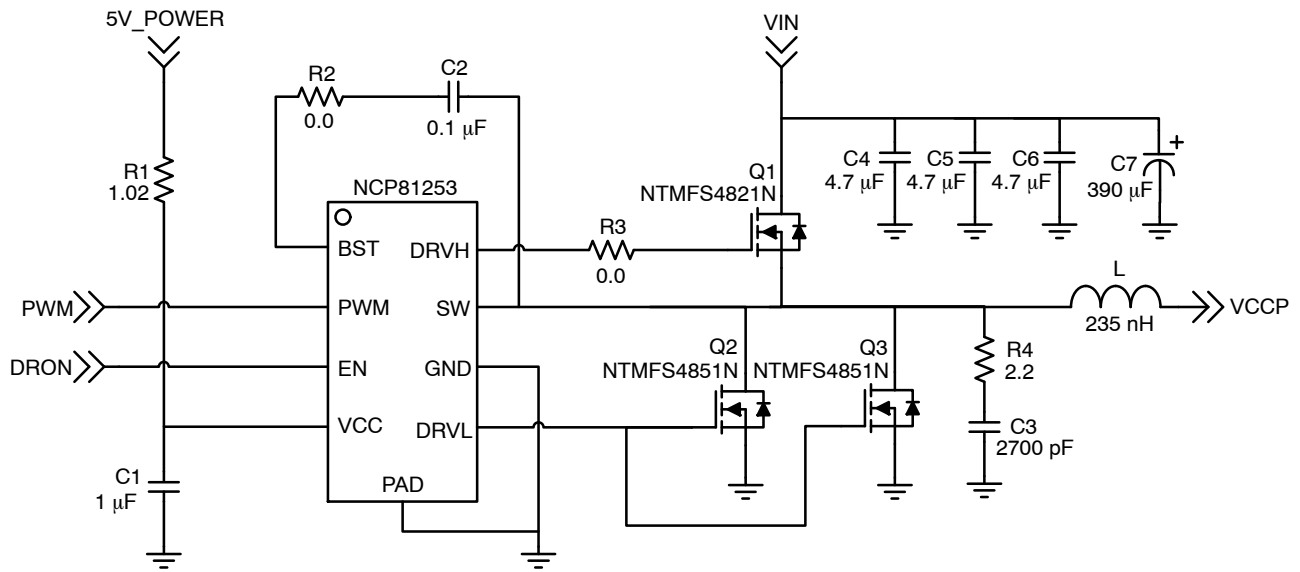 5V_POWER
VIN
R2
0.0
C2
0.1 µF
R1
1.02
NCP81253
Q1
NTMFS4821N
C4
4.7 µF
C5
4.7 µF
C6
4.7 µF
C7
390 µF
+
BST
DRVH
R3
0.0
PWM
PWM
SW
L
235 nH
VCCP
DRON
EN
GND
Q2
NTMFS4851N
Q3
NTMFS4851N
R4
2.2
VCC
DRVL
C3
2700 pF
C1
1 µF
PAD